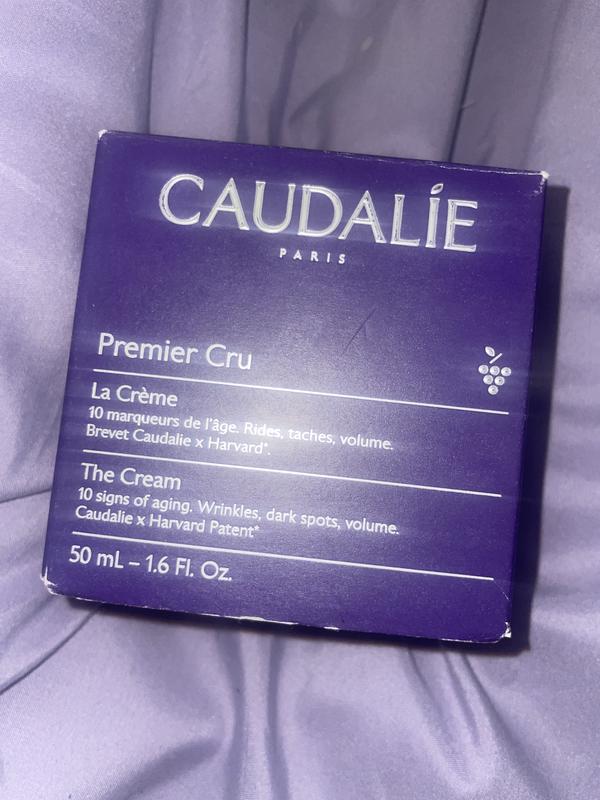 CAUDALÍE
PARIS
Premier Cru
La Crème
10 marqueurs de l'âge. Rides, taches, volume.
Brevet Caudalie x Harvard*.
The Cream
10 signs of aging. Wrinkles, dark spots, volume.
Caudalie x Harvard Patent*
50 mL – 1.6 Fl. Oz.